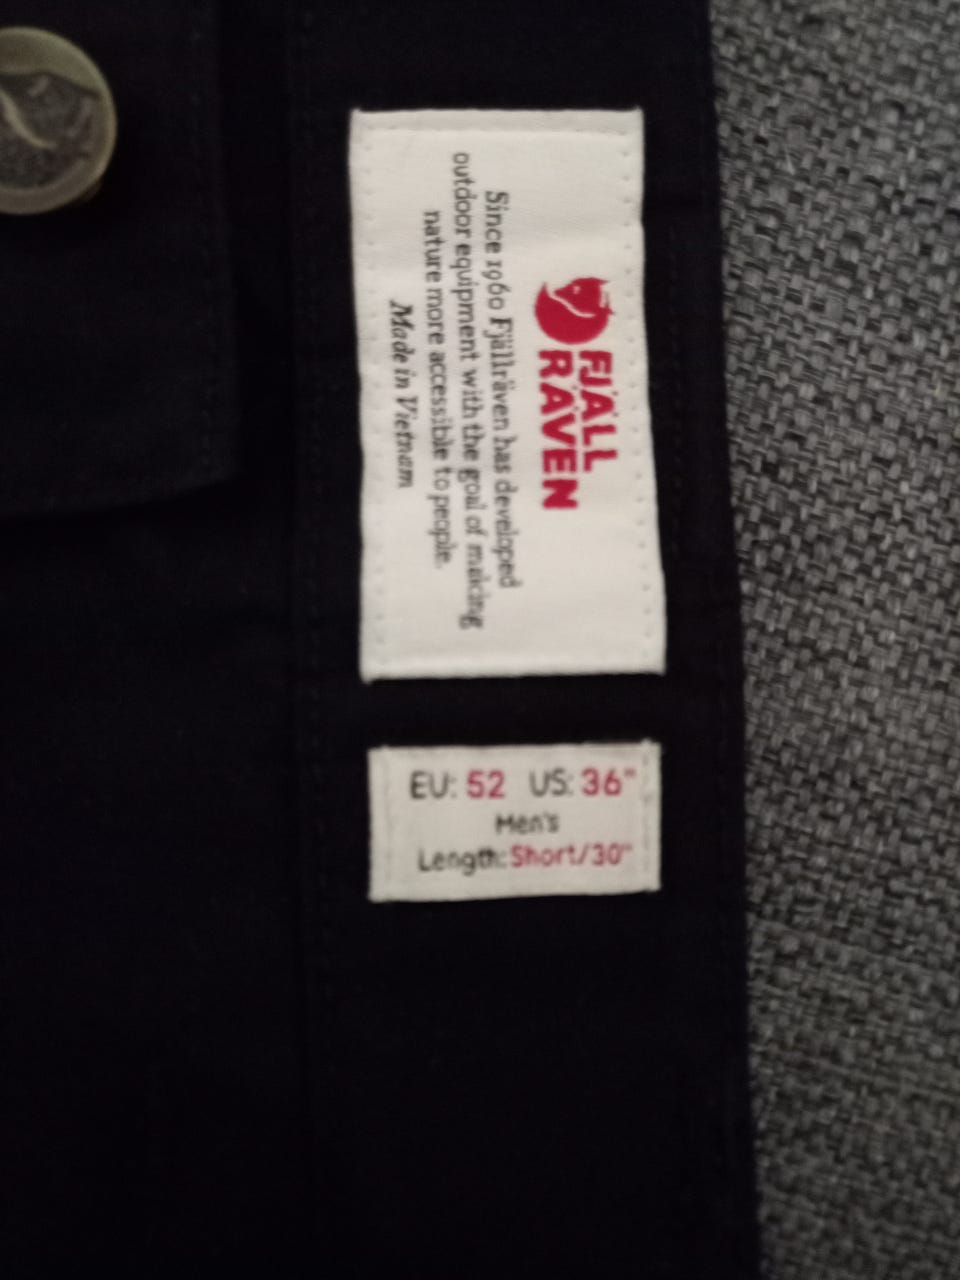 FJÄLL
RÄVEN
Since 1960 Fjällräven has developed
outdoor equipment with the goal of making
nature more accessible to people.
Made in Vietnam
EU: 52 US: 36"
Men's
Length: Short/30"